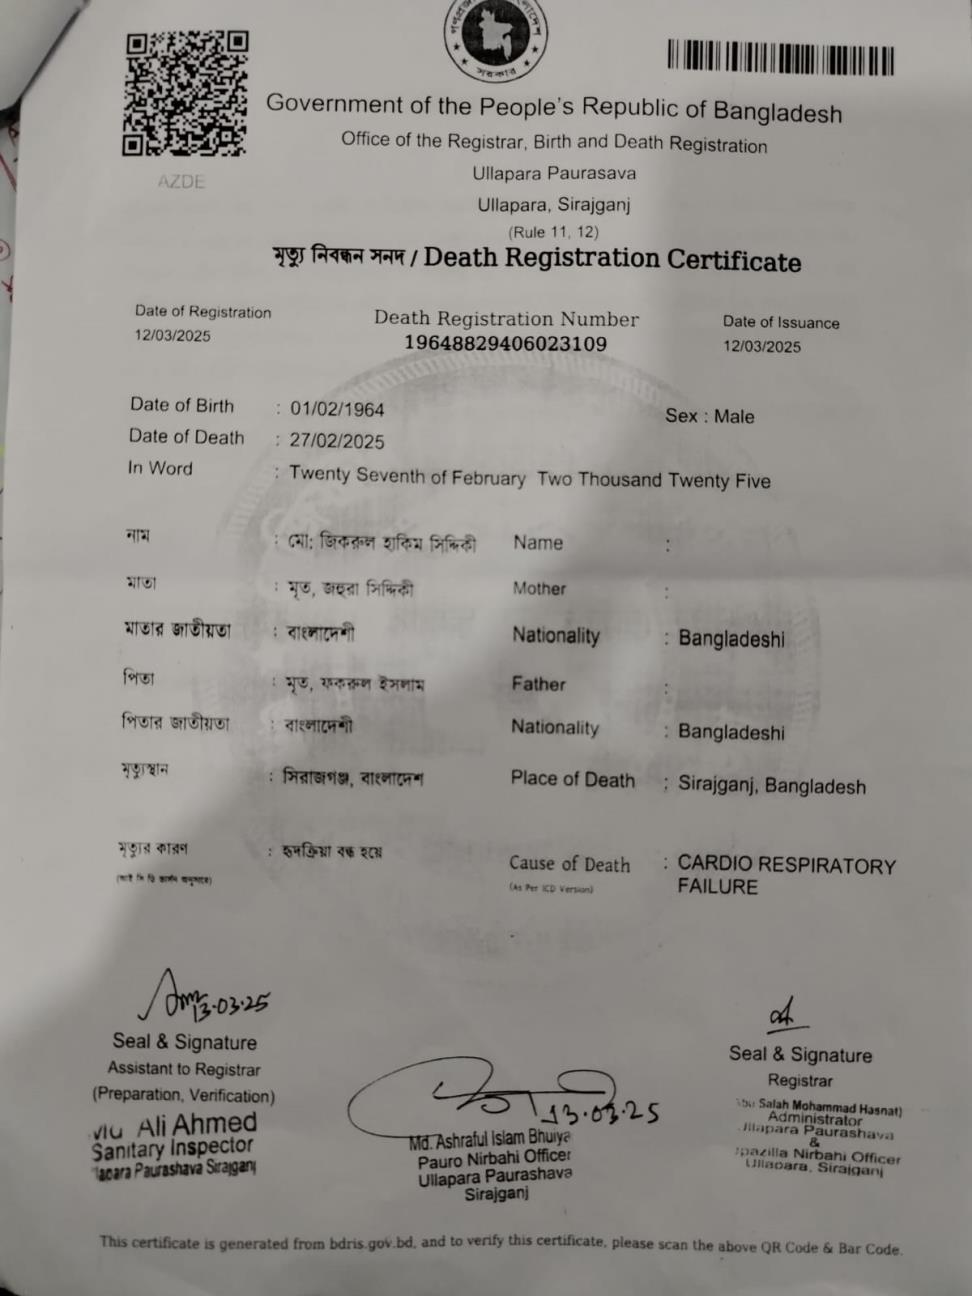 সরকার
AZDE
Government of the People's Republic of Bangladesh
Office of the Registrar, Birth and Death Registration
Ullapara Paurasava
Ullapara, Sirajganj
(Rule 11, 12)
মৃত্যু নিবন্ধন সনদ / Death Registration Certificate
Date of Registration Death Registration Number Date of Issuance
12/03/2025 19648829406023109 12/03/2025
Date of Birth : 01/02/1964 Sex : Male
Date of Death : 27/02/2025
In Word : Twenty Seventh of February Two Thousand Twenty Five
নাম : মো: জিকরুল হাকিম সিদ্দিকী Name :
মাতা : মৃত, জহুরা সিদ্দিকী Mother :
মাতার জাতীয়তা : বাংলাদেশী Nationality : Bangladeshi
পিতা : মৃত, ফকরুল ইসলাম Father :
পিতার জাতীয়তা : বাংলাদেশী Nationality : Bangladeshi
মৃত্যুস্থান : সিরাজগঞ্জ, বাংলাদেশ Place of Death : Sirajganj, Bangladesh
মৃত্যুর কারণ : হৃদক্রিয়া বন্ধ হয়ে Cause of Death : CARDIO RESPIRATORY
(As Per ICD Version) FAILURE
13.03.25
Seal & Signature
Assistant to Registrar
(Preparation, Verification)
Ali Ahmed
Sanitary Inspector
Paurashava Sirajganj
13.03.25
Md. Ashraful Islam Bhuiya
Pauro Nirbahi Officer
Ullapara Paurashava
Sirajganj
Seal & Signature
Registrar
Salah Mohammad Hasnat)
Administrator
Ullapara Paurashava
&
Nirbahi Officer
Ullapara, Sirajganj
This certificate is generated from bdris.gov.bd, and to verify this certificate, please scan the above QR Code & Bar Code.